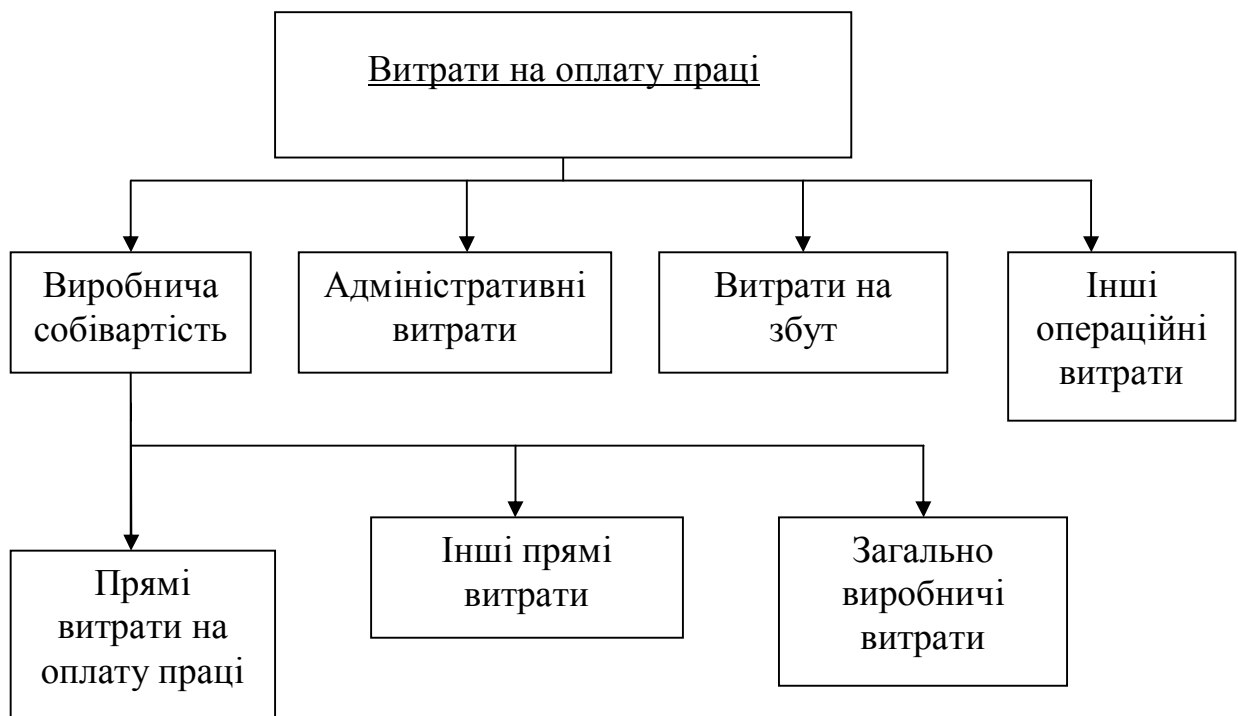 Витрати на оплату праці
Виробнича
собівартість
Адміністративні
витрати
Витрати на
збут
Інші
операційні
витрати
Прямі
витрати на
оплату праці
Інші прямі
витрати
Загально
виробничі
витрати